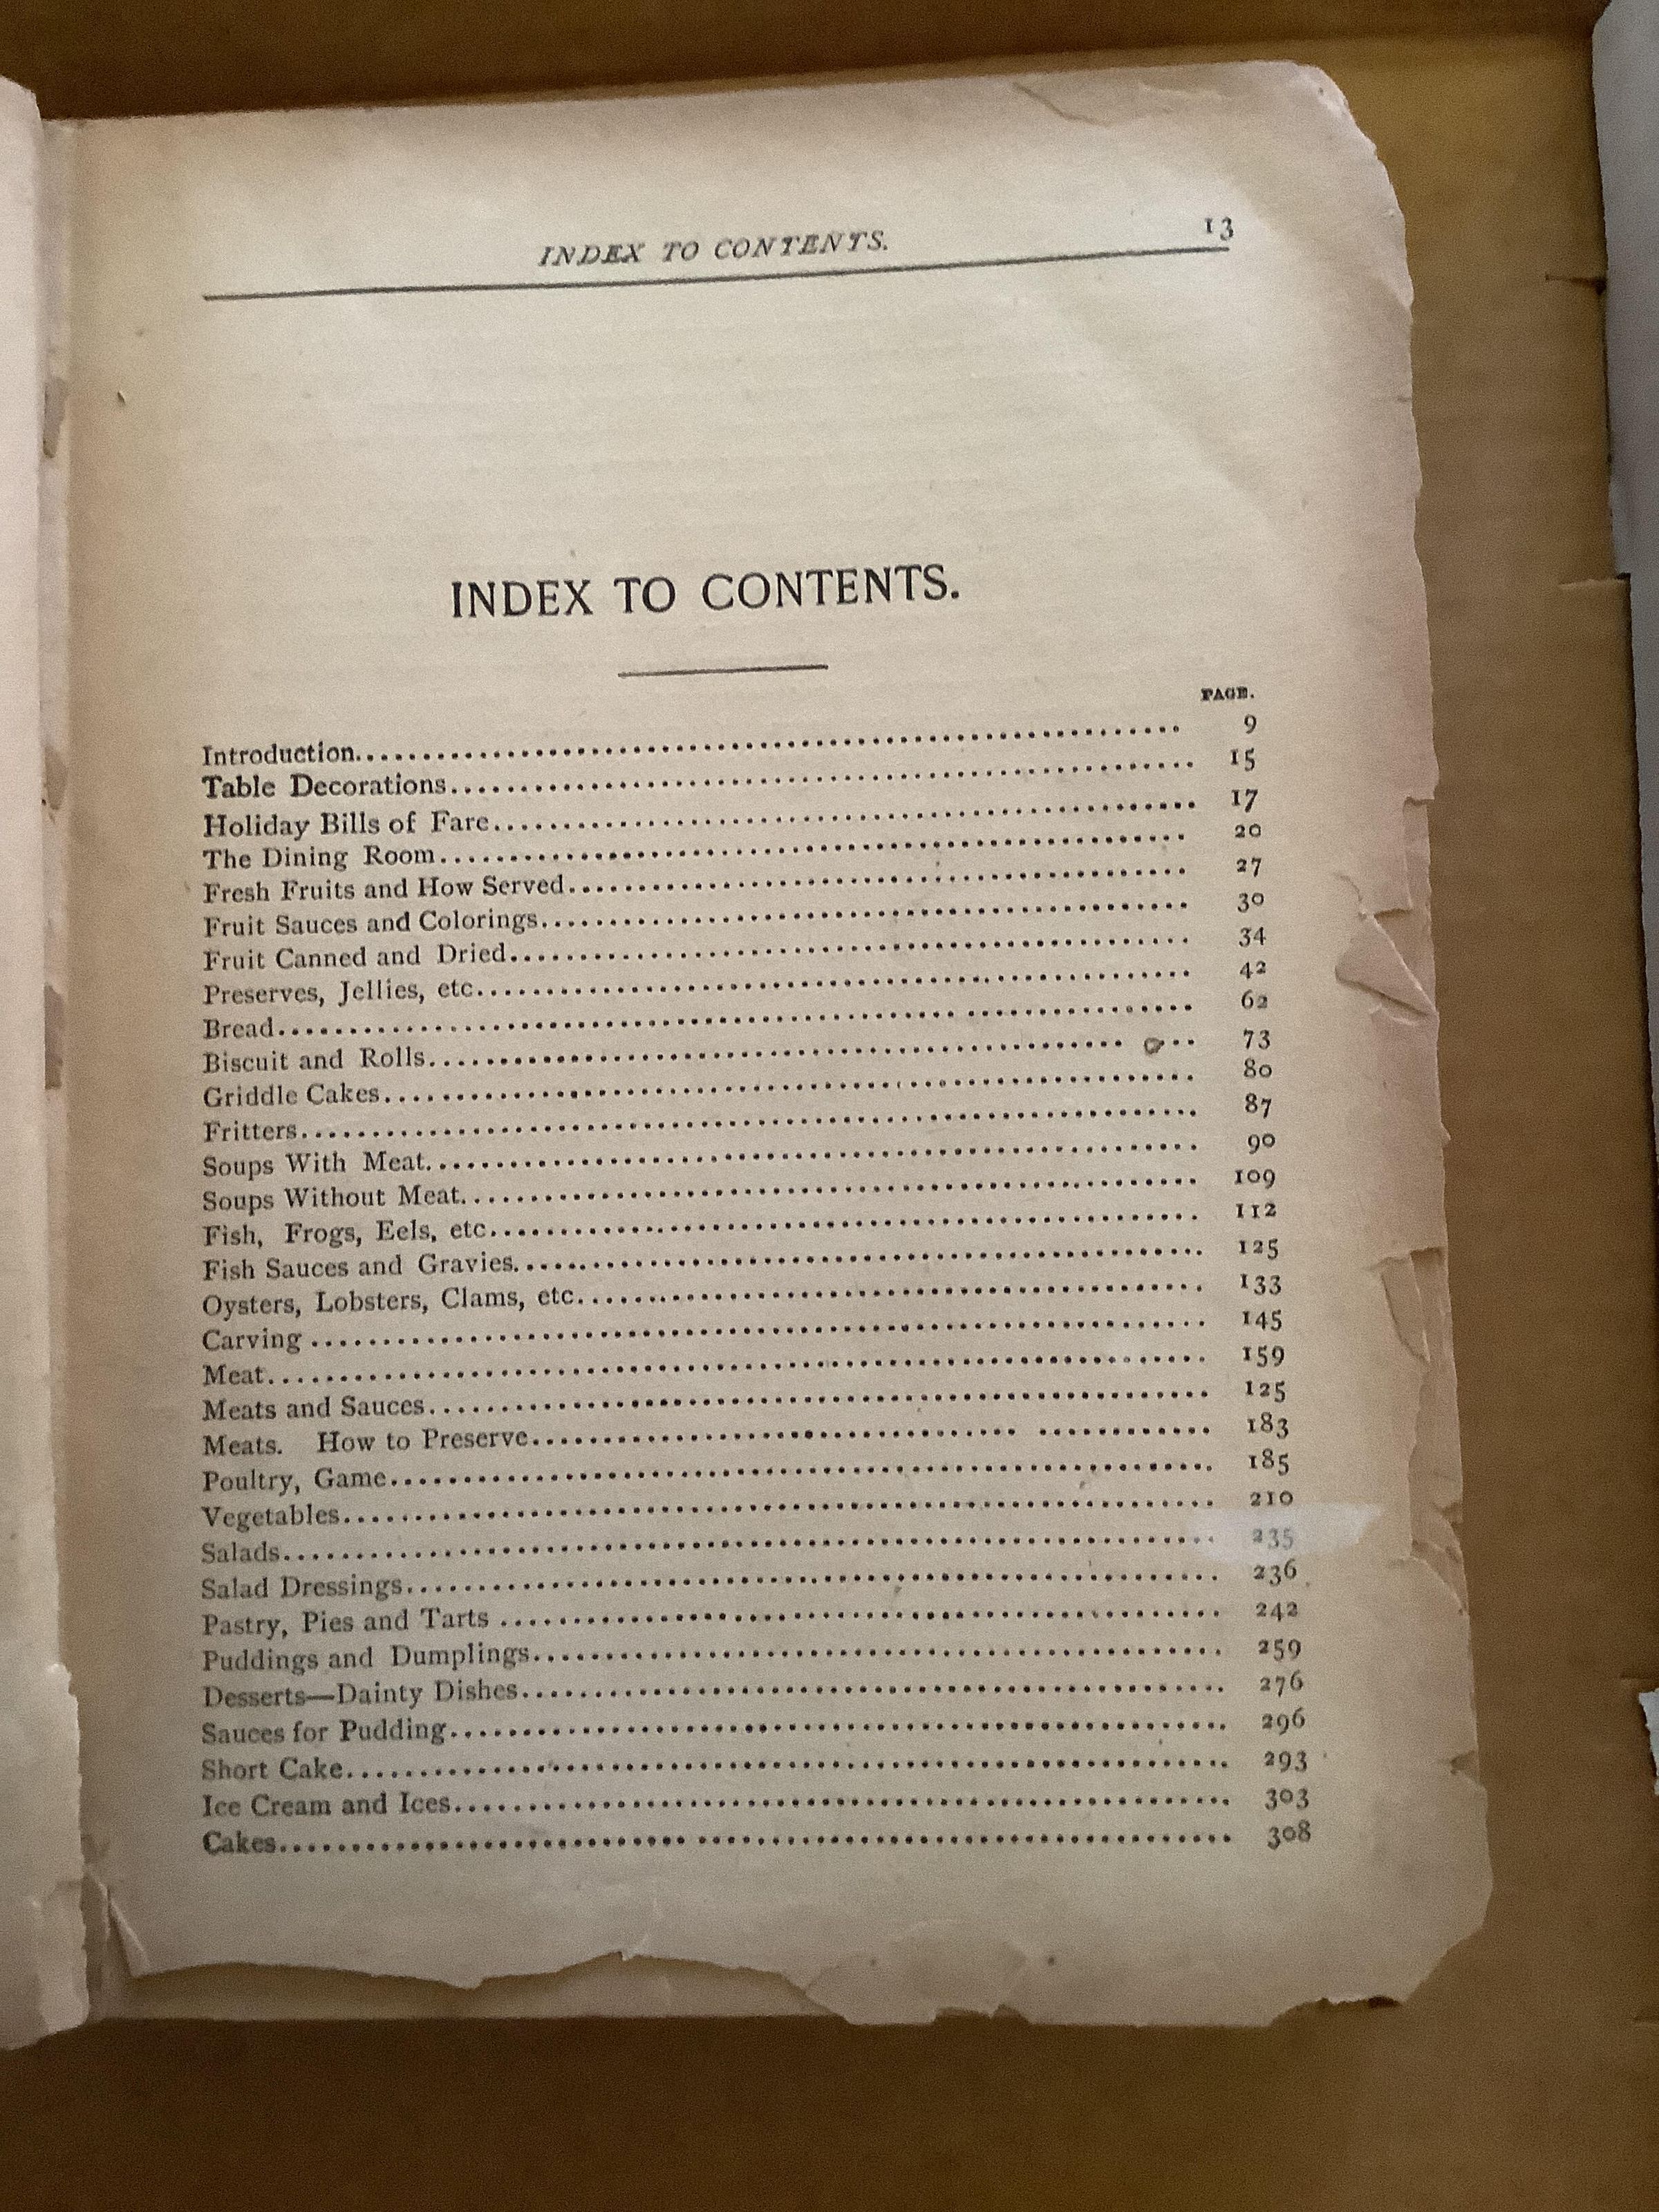 INDEX TO CONTENTS. 13
INDEX TO CONTENTS.
PAGE.
Introduction........ 9
Table Decorations........ 15
Holiday Bills of Fare........ 17
The Dining Room........ 20
Fresh Fruits and How Served........ 27
Fruit Sauces and Colorings........ 30
Fruit Canned and Dried........ 34
Preserves, Jellies, etc........ 42
Bread........ 62
Biscuit and Rolls........ 73
Griddle Cakes........ 80
Fritters........ 87
Soups With Meat........ 90
Soups Without Meat........ 109
Fish, Frogs, Eels, etc........ 112
Fish Sauces and Gravies........ 125
Oysters, Lobsters, Clams, etc........ 133
Carving ........ 145
Meat........ 159
Meats and Sauces........ 125
Meats. How to Preserve........ 183
Poultry, Game........ 185
Vegetables........ 210
Salads........ 235
Salad Dressings........ 236
Pastry, Pies and Tarts ........ 242
Puddings and Dumplings........ 259
Desserts—Dainty Dishes........ 276
Sauces for Pudding........ 296
Short Cake........ 293
Ice Cream and Ices........ 303
Cakes........ 308